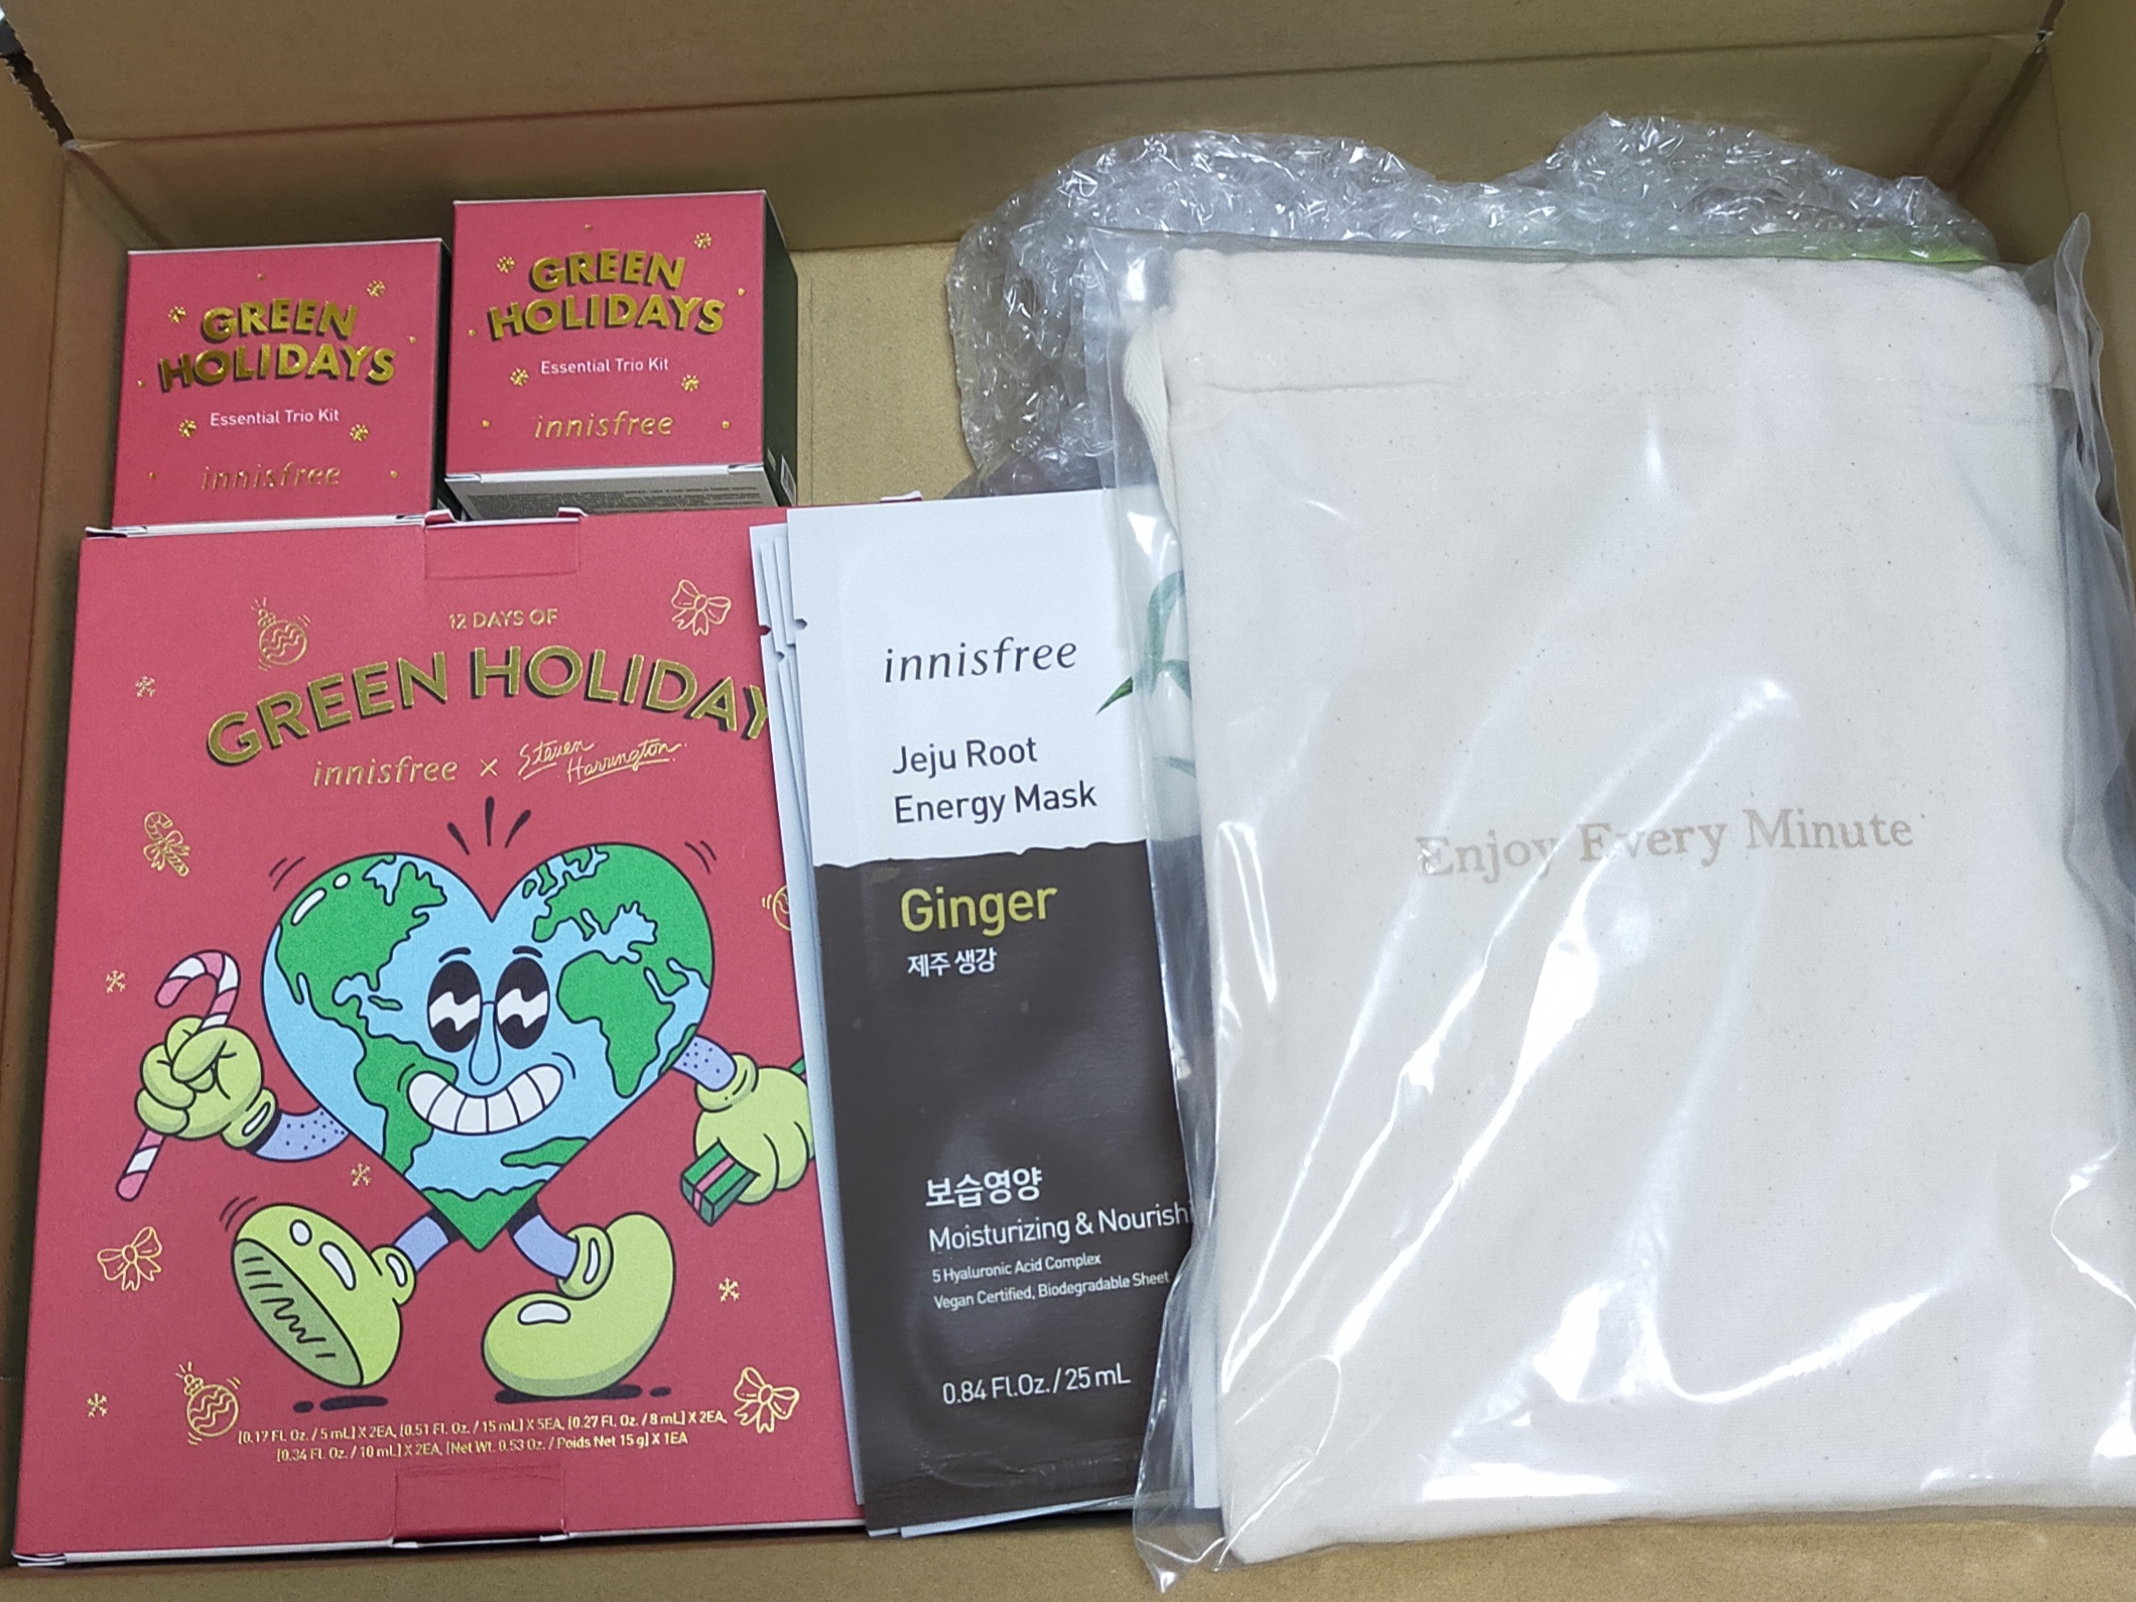 GREEN
HOLIDAYS
Essential Trio Kit
innisfree
GREEN
HOLIDAYS
Essential Trio Kit
innisfree
12 DAYS OF
GREEN HOLIDAY
innisfree × Steven Harrington
[0.17 Fl. Oz. / 5 mL] X 2EA, [0.51 Fl. Oz. / 15 mL] X 5EA, [0.27 Fl. Oz. / 8 mL] X 2EA,
[0.34 Fl. Oz. / 10 mL] X 2EA, [Net Wt. 0.53 Oz. / Poids Net 15 g] X 1EA
innisfree
Jeju Root
Energy Mask
Ginger
제주 생강
보습영양
Moisturizing & Nourishi
5 Hyaluronic Acid Complex
Vegan Certified, Biodegradable Sheet
0.84 Fl.Oz. / 25 mL
Enjoy Every Minute